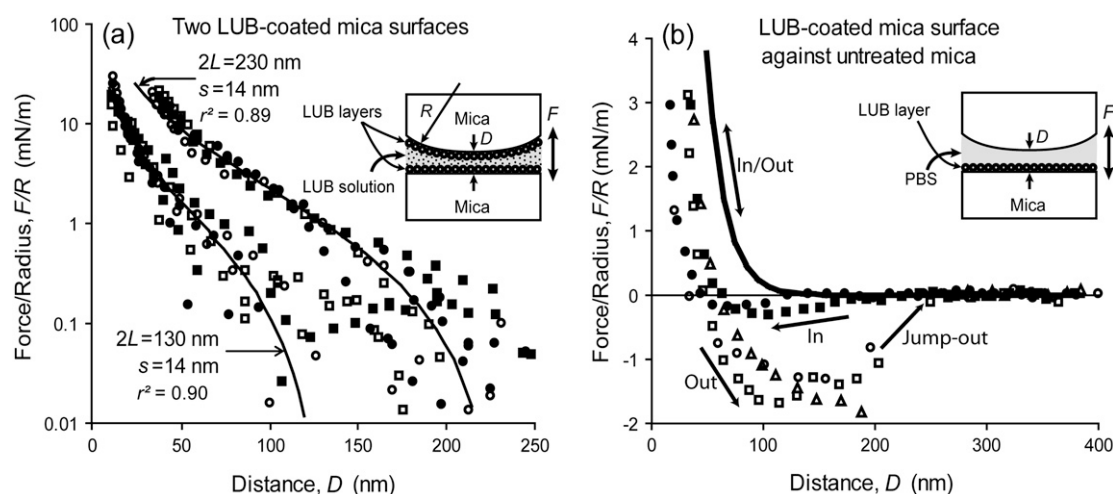 (a) Two LUB-coated mica surfaces
100
10
1
0.1
0.01
Force/Radius, F/R (mN/m)
2L=230 nm
s=14 nm
r² = 0.89
LUB layers
LUB solution
R
Mica
D
F
Mica
2L=130 nm
s=14 nm
r² = 0.90
0 50 100 150 200 250
Distance, D (nm)
(b) LUB-coated mica surface
against untreated mica
4
3
2
1
0
-1
-2
Force/Radius, F/R (mN/m)
In/Out
LUB layer
PBS
D
F
Mica
In
Out
Jump-out
0 100 200 300 400
Distance, D (nm)